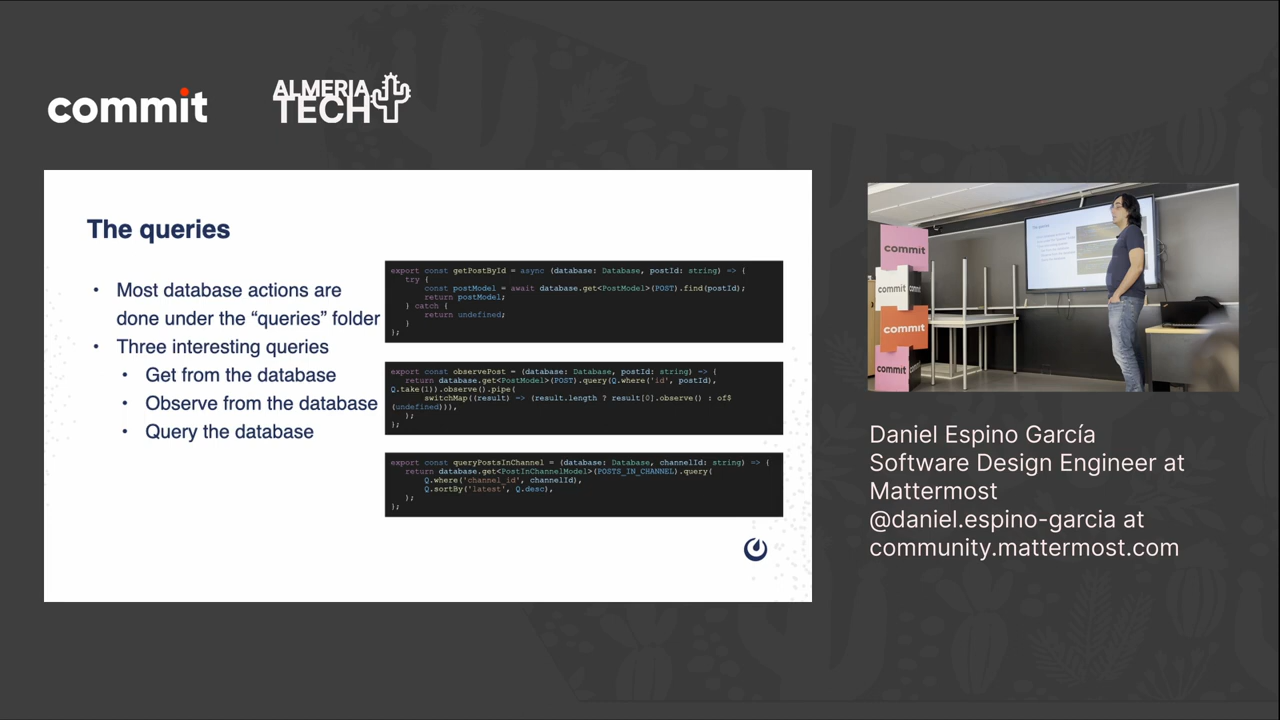 commit
ALMERIA
TECH
The queries
• Most database actions are
done under the “queries” folder
• Three interesting queries
• Get from the database
• Observe from the database
• Query the database
export const getPostById = async (database: Database, postId: string) => {
try {
const postModel = await database.get<PostModel>(POST).find(postId);
return postModel;
} catch {
return undefined;
}
};
export const observePost = (database: Database, postId: string) => {
return database.get<PostModel>(POST).query(Q.where('id', postId),
Q.take(1)).observe().pipe(
switchMap((result) => (result.length ? result[0].observe() : of$
(undefined))),
);
};
export const queryPostsInChannel = (database: Database, channelId: string) => {
return database.get<PostInChannelModel>(POSTS_IN_CHANNEL).query(
Q.where('channel_id', channelId),
Q.sortBy('latest', Q.desc),
);
};
The queries
commit
commit
commit
commit
Daniel Espino García
Software Design Engineer at
Mattermost
@daniel.espino-garcia at
community.mattermost.com